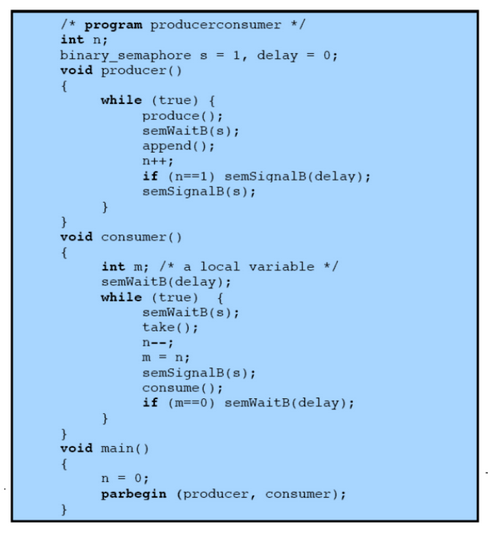 /* program producerconsumer */
int n;
binary_semaphore s = 1, delay = 0;
void producer()
{
while (true) {
produce();
semWaitB(s);
append();
n++;
if (n==1) semSignalB(delay);
semSignalB(s);
}
}
void consumer()
{
int m; /* a local variable */
semWaitB(delay);
while (true) {
semWaitB(s);
take();
n--;
m = n;
semSignalB(s);
consume();
if (m==0) semWaitB(delay);
}
}
void main()
{
n = 0;
parbegin (producer, consumer);
}